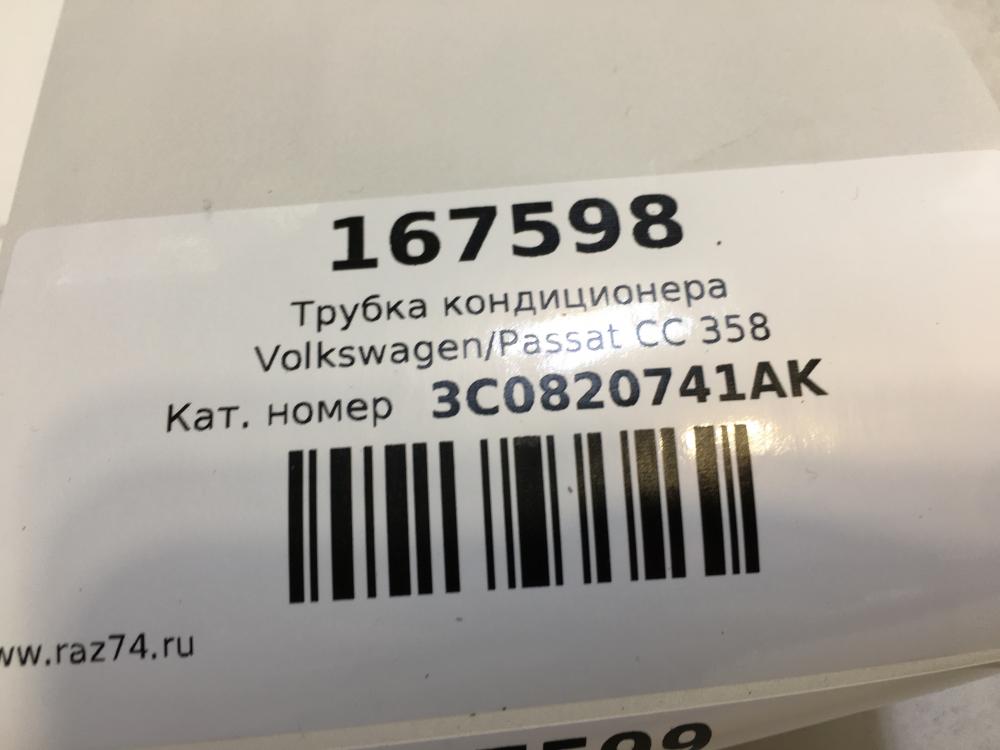 167598
Трубка кондиционера
Volkswagen/Passat CC 358
Кат. номер 3C0820741AK
www.raz74.ru